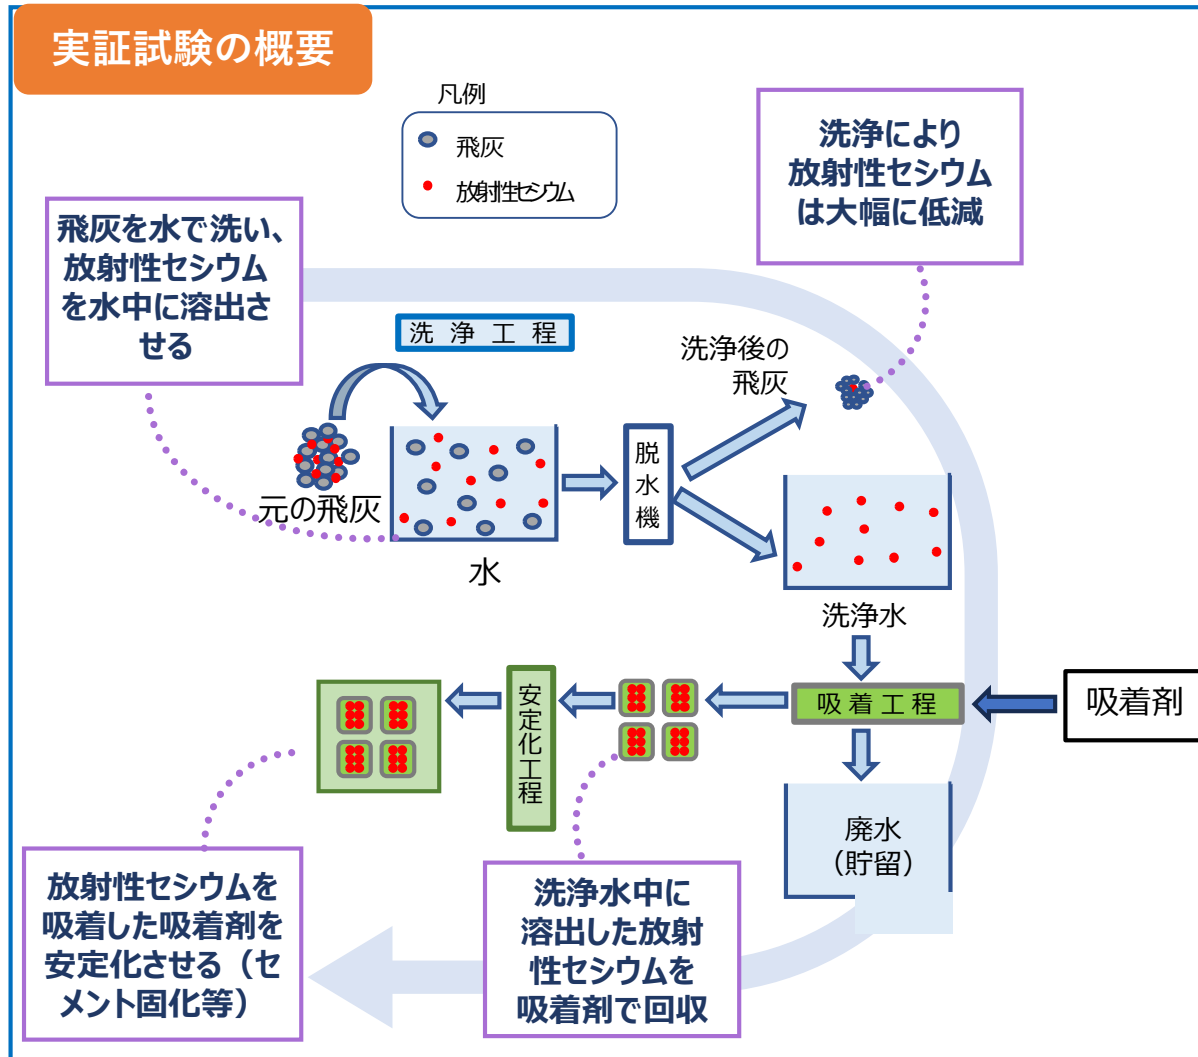 実証試験の概要
凡例
飛灰
放射性セシウム
洗浄により
放射性セシウム
は大幅に低減
飛灰を水で洗い、
放射性セシウム
を水中に溶出さ
せる
洗浄工程
洗浄後の
飛灰
元の飛灰
水
脱水機
洗浄水
吸着工程
吸着剤
安定化工程
廃水
（貯留）
放射性セシウムを
吸着した吸着剤を
安定化させる（セ
メント固化等）
洗浄水中に
溶出した放射
性セシウムを
吸着剤で回収